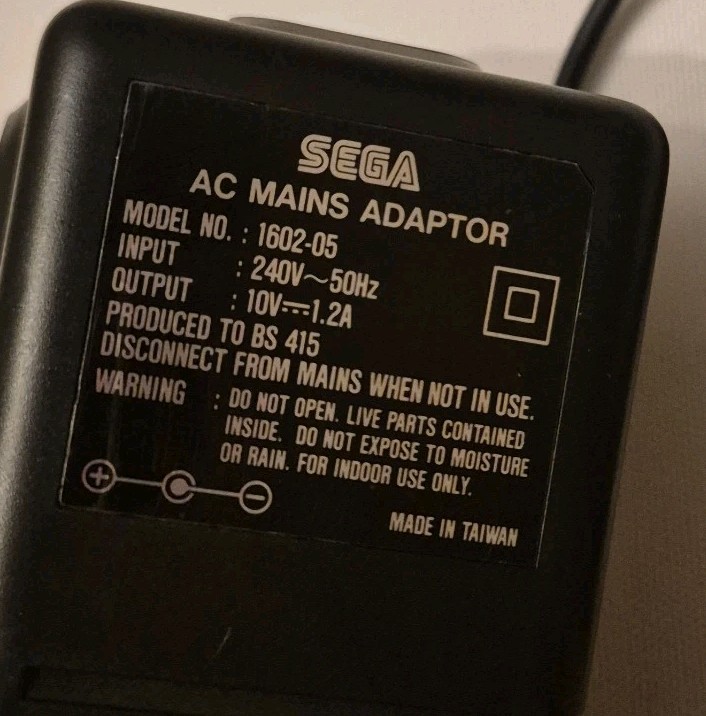 SEGA
AC MAINS ADAPTOR
MODEL NO. : 1602-05
INPUT : 240V~50Hz
OUTPUT : 10V⎓1.2A
PRODUCED TO BS 415
DISCONNECT FROM MAINS WHEN NOT IN USE.
WARNING : DO NOT OPEN. LIVE PARTS CONTAINED
INSIDE. DO NOT EXPOSE TO MOISTURE
OR RAIN. FOR INDOOR USE ONLY.
+ −
MADE IN TAIWAN